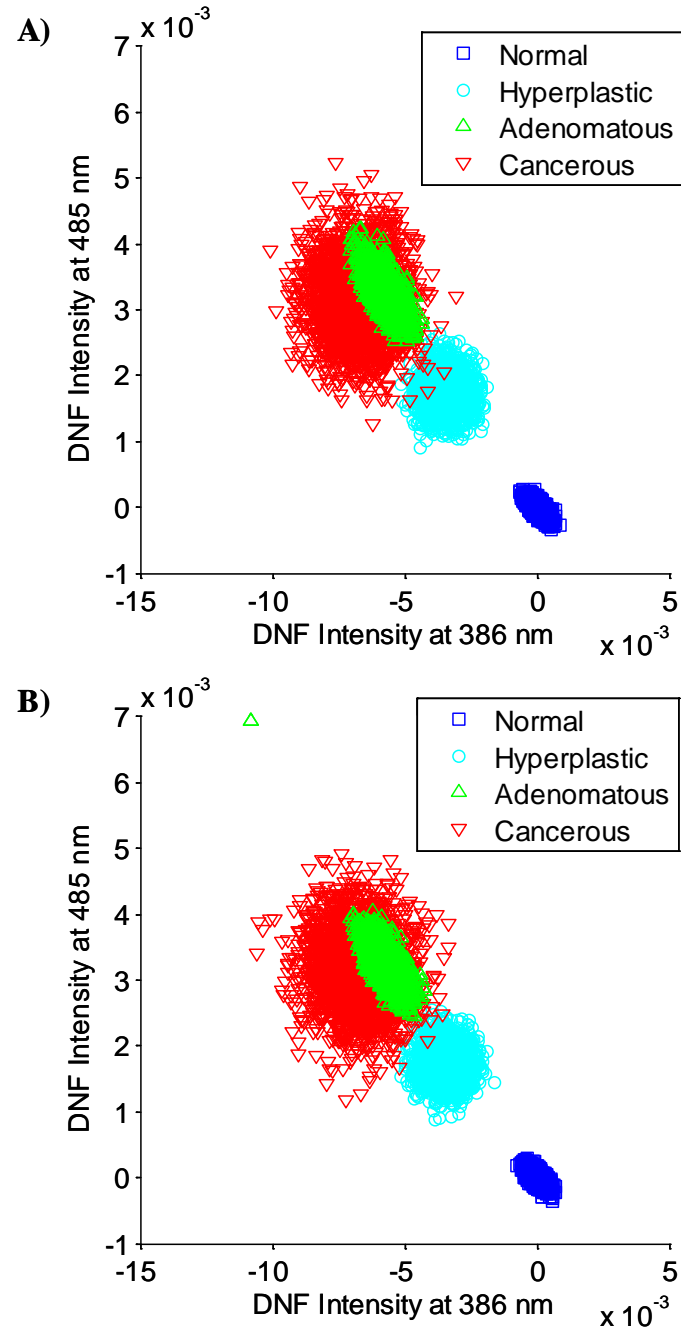 A)
x 10-3
7
6
5
4
3
2
1
0
-1
DNF Intensity at 485 nm
Normal
Hyperplastic
Adenomatous
Cancerous
-15 -10 -5 0 5
DNF Intensity at 386 nm
x 10-3
B)
x 10-3
7
6
5
4
3
2
1
0
-1
DNF Intensity at 485 nm
Normal
Hyperplastic
Adenomatous
Cancerous
-15 -10 -5 0 5
DNF Intensity at 386 nm
x 10-3